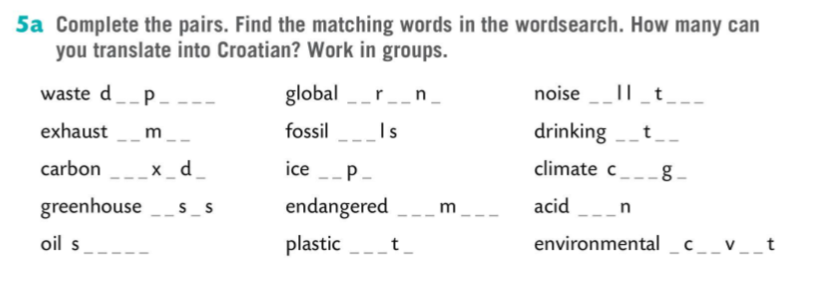 5a Complete the pairs. Find the matching words in the wordsearch. How many can
you translate into Croatian? Work in groups.
waste d _ _ p _ _ _ _ global _ _ r _ _ n _ noise _ _ l l _ t _ _ _
exhaust _ _ m _ _ fossil _ _ _ l s drinking _ _ t _ _
carbon _ _ _ x _ d _ ice _ _ p _ climate c _ _ _ g _
greenhouse _ _ s _ s endangered _ _ _ m _ _ _ acid _ _ _ n
oil s _ _ _ _ _ plastic _ _ _ t _ environmental _ c _ _ v _ _ t